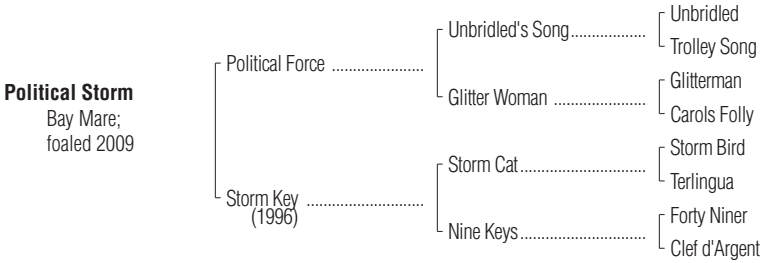 Political Storm
Bay Mare;
foaled 2009
Political Force ......................
Storm Key ............................
(1996)
Unbridled's Song..................
Glitter Woman ......................
Storm Cat..............................
Nine Keys..............................
Unbridled
Trolley Song
Glitterman
Carols Folly
Storm Bird
Terlingua
Forty Niner
Clef d'Argent